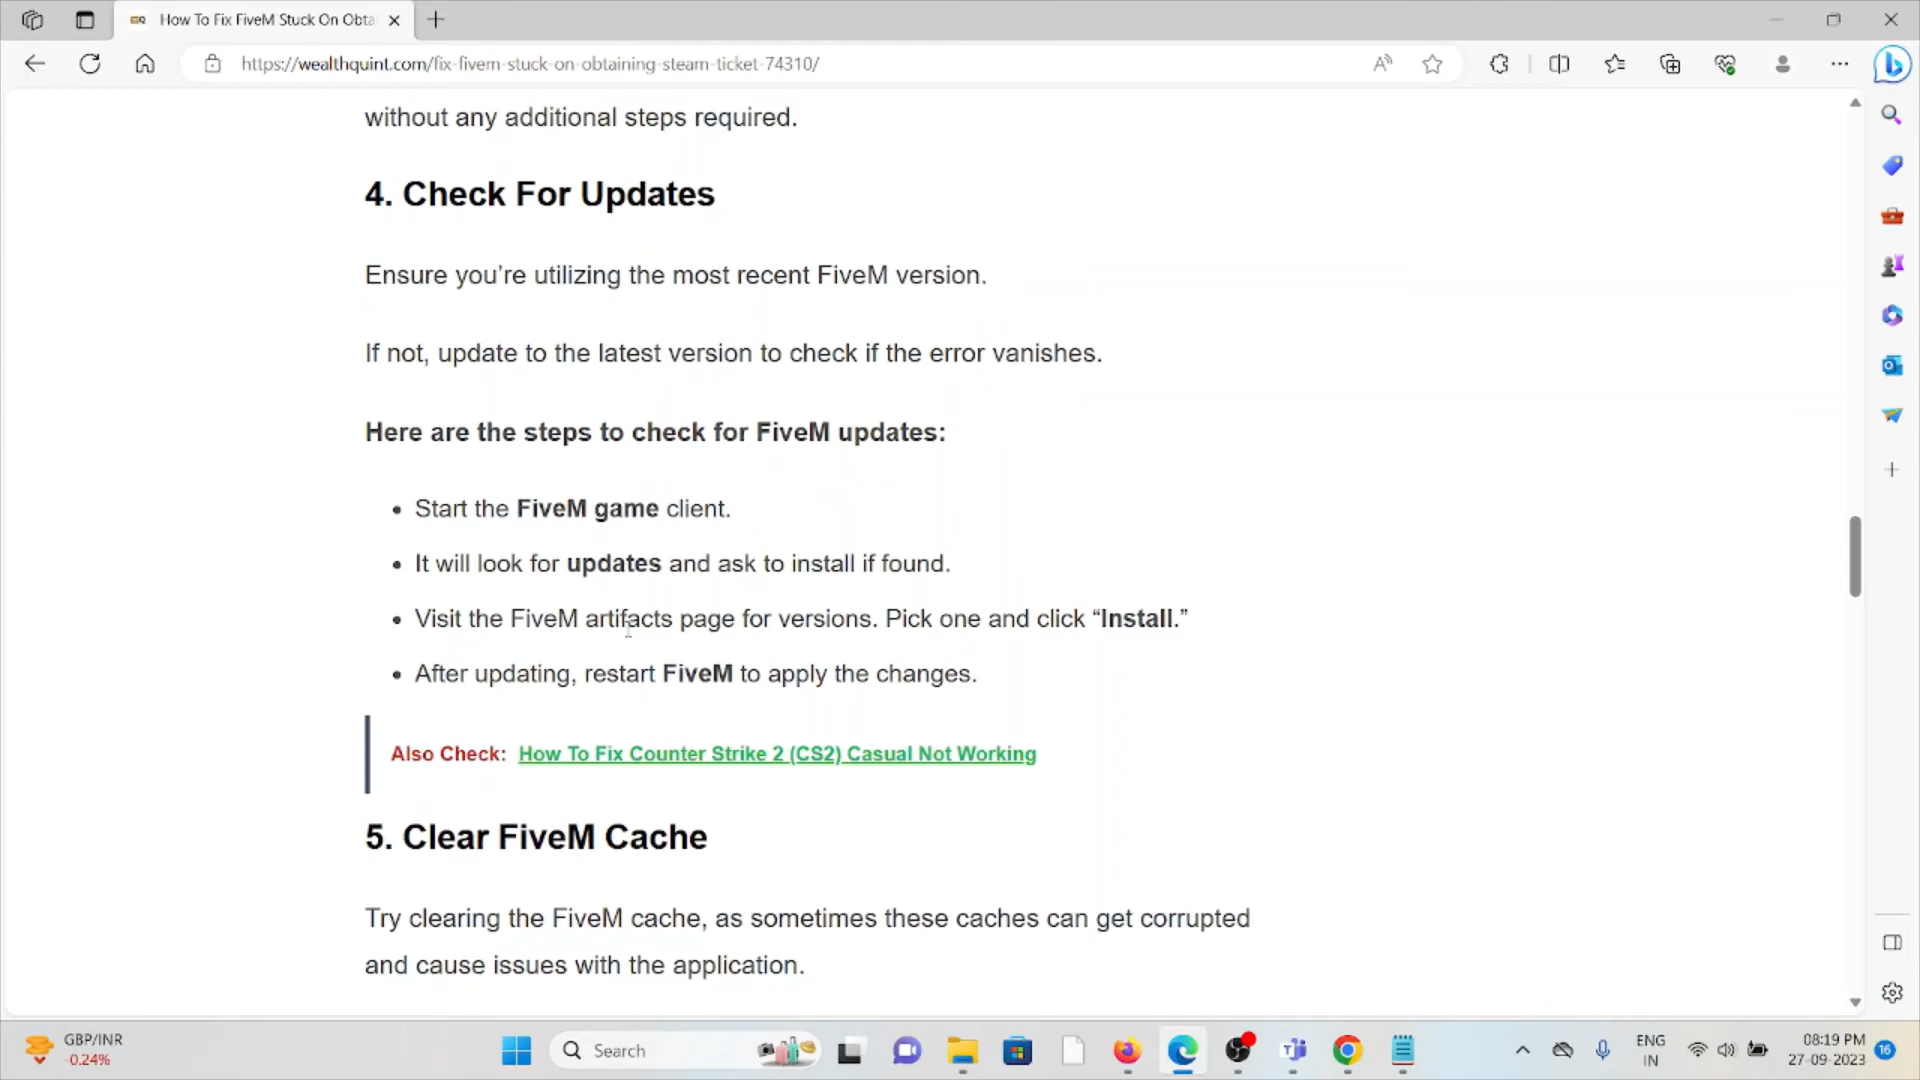 How To Fix FiveM Stuck On Obta
https://wealthquint.com/fix-fivem-stuck-on-obtaining-steam-ticket-74310/
without any additional steps required.
4. Check For Updates
Ensure you’re utilizing the most recent FiveM version.
If not, update to the latest version to check if the error vanishes.
Here are the steps to check for FiveM updates:
• Start the FiveM game client.
• It will look for updates and ask to install if found.
• Visit the FiveM artifacts page for versions. Pick one and click “Install.”
• After updating, restart FiveM to apply the changes.
Also Check: How To Fix Counter Strike 2 (CS2) Casual Not Working
5. Clear FiveM Cache
Try clearing the FiveM cache, as sometimes these caches can get corrupted
and cause issues with the application.
GBP/INR
-0.24%
Search
ENG
IN
08:19 PM
27-09-2023
16